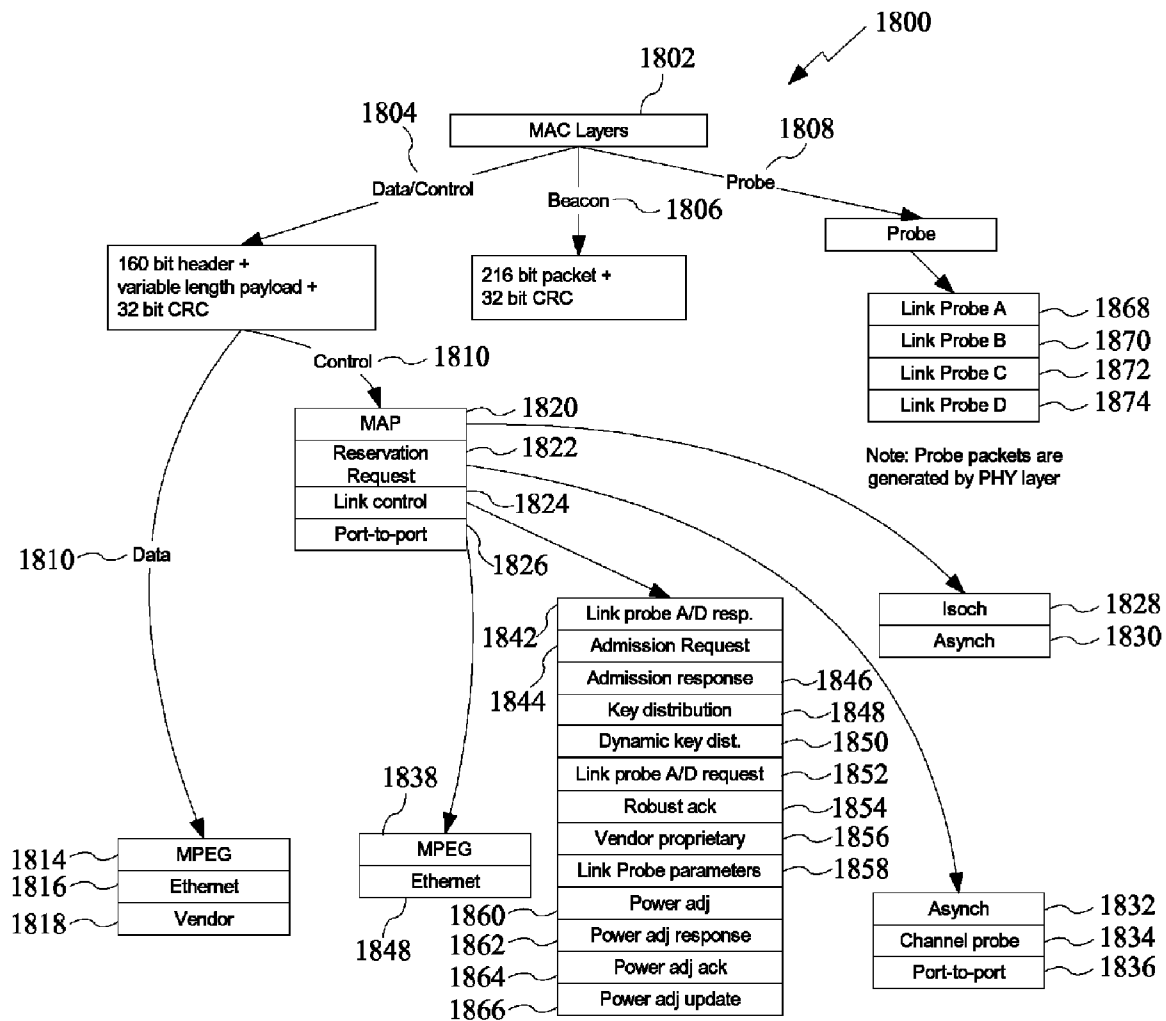 1800
1802
MAC Layers
1804
Data/Control
Beacon
1806
Probe
1808
160 bit header +
variable length payload +
32 bit CRC
216 bit packet +
32 bit CRC
Probe
Link Probe A
1868
Link Probe B
1870
Link Probe C
1872
Link Probe D
1874
Note: Probe packets are
generated by PHY layer
Control
1810
MAP
1820
Reservation
Request
1822
Link control
1824
Port-to-port
1826
1810
Data
Isoch
1828
Asynch
1830
1842
Link probe A/D resp.
1844
Admission Request
Admission response
1846
Key distribution
1848
Dynamic key dist.
1850
Link probe A/D request
1852
Robust ack
1854
Vendor proprietary
1856
Link Probe parameters
1858
1860
Power adj
1862
Power adj response
1864
Power adj ack
1866
Power adj update
1814
MPEG
1816
Ethernet
1818
Vendor
1838
MPEG
Ethernet
1848
Asynch
1832
Channel probe
1834
Port-to-port
1836